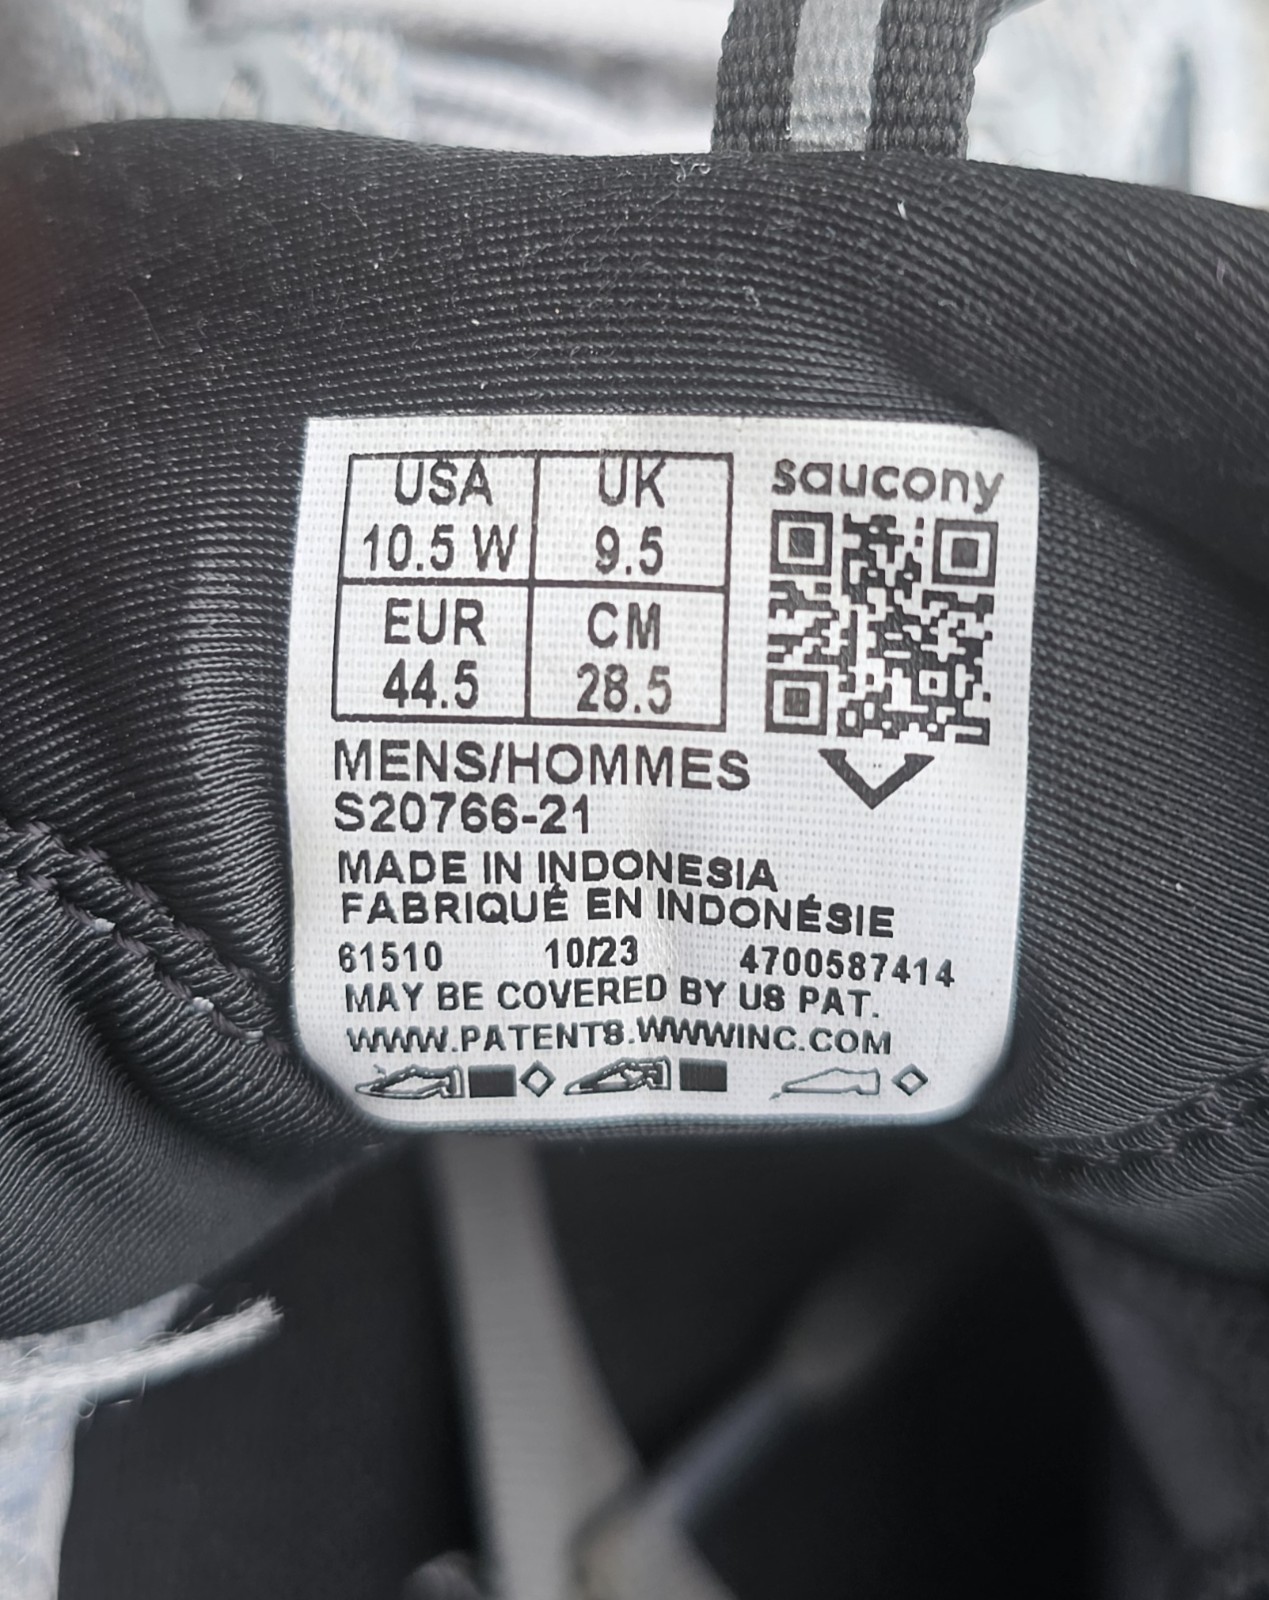 USA UK
10.5 W 9.5
EUR CM
44.5 28.5
saucony
MENS/HOMMES
S20766-21
MADE IN INDONESIA
FABRIQUÉ EN INDONÉSIE
61510 10/23 4700587414
MAY BE COVERED BY US PAT.
WWW.PATENTS.WWWINC.COM